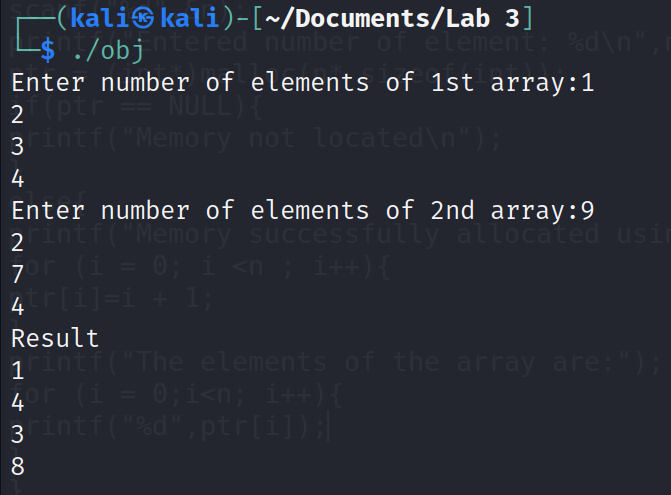 ┌──(kali㉿kali)-[~/Documents/Lab 3]
└─$ ./obj
Enter number of elements of 1st array:1
2
3
4
Enter number of elements of 2nd array:9
2
7
4
Result
1
4
3
8